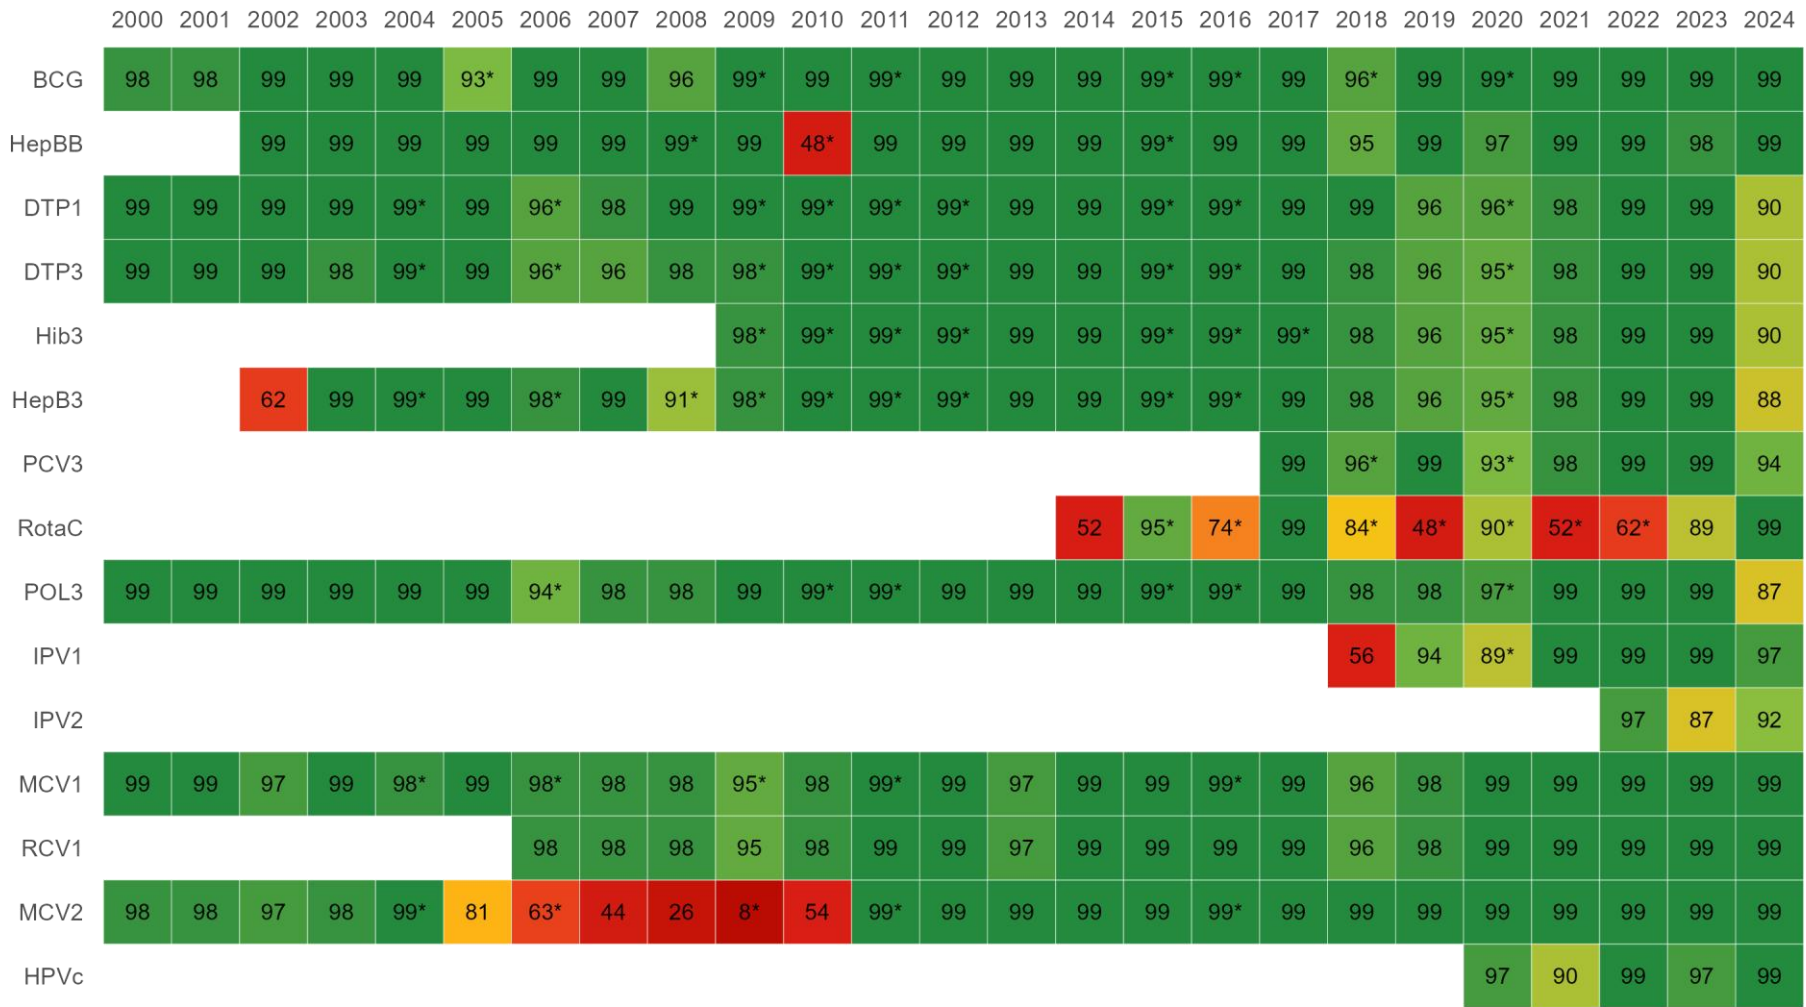 2000 2001 2002 2003 2004 2005 2006 2007 2008 2009 2010 2011 2012 2013 2014 2015 2016 2017 2018 2019 2020 2021 2022 2023 2024
BCG 98 98 99 99 99 93* 99 99 96 99* 99 99* 99 99 99 99* 99* 99 96* 99 99* 99 99 99 99
HepBB 99 99 99 99 99 99 99* 99 48* 99 99 99 99 99* 99 99 95 99 97 99 99 98 99
DTP1 99 99 99 99 99* 99 96* 98 99 99* 99* 99* 99* 99 99 99* 99* 99 99 96 96* 98 99 99 90
DTP3 99 99 99 98 99* 99 96* 96 98 98* 99* 99* 99* 99 99 99* 99* 99 98 96 95* 98 99 99 90
Hib3 98* 99* 99* 99* 99 99 99* 99* 99* 98 96 95* 98 99 99 90
HepB3 62 99 99* 99 98* 99 91* 98* 99* 99* 99* 99 99 99* 99* 99 98 96 95* 98 99 99 88
PCV3 99 96* 99 93* 98 99 99 94
RotaC 52 95* 74* 99 84* 48* 90* 52* 62* 89 99
POL3 99 99 99 99 99 99 94* 98 98 99 99* 99* 99 99 99 99* 99* 99 98 98 97* 99 99 99 87
IPV1 56 94 89* 99 99 99 97
IPV2 97 87 92
MCV1 99 99 97 99 98* 99 98* 98 98 95* 98 99* 99 97 99 99 99* 99 96 98 99 99 99 99 99
RCV1 98 98 98 95 98 99 99 97 99 99 99 99 96 98 99 99 99 99 99
MCV2 98 98 97 98 99* 81 63* 44 26 8* 54 99* 99 99 99 99 99* 99 99 99 99 99 99 99 99
HPVc 97 90 99 97 99